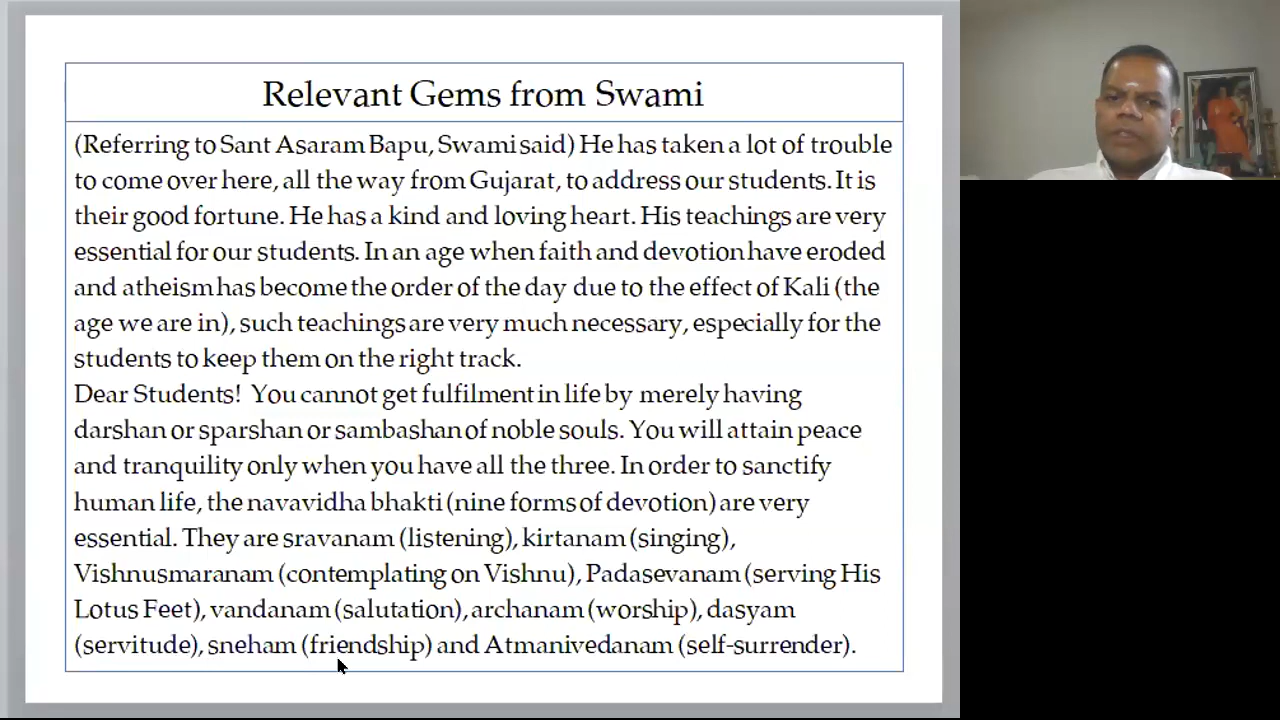 Relevant Gems from Swami
(Referring to Sant Asaram Bapu, Swami said) He has taken a lot of trouble
to come over here, all the way from Gujarat, to address our students. It is
their good fortune. He has a kind and loving heart. His teachings are very
essential for our students. In an age when faith and devotion have eroded
and atheism has become the order of the day due to the effect of Kali (the
age we are in), such teachings are very much necessary, especially for the
students to keep them on the right track.
Dear Students! You cannot get fulfilment in life by merely having
darshan or sparshan or sambashan of noble souls. You will attain peace
and tranquility only when you have all the three. In order to sanctify
human life, the navavidha bhakti (nine forms of devotion) are very
essential. They are sravanam (listening), kirtanam (singing),
Vishnusmaranam (contemplating on Vishnu), Padasevanam (serving His
Lotus Feet), vandanam (salutation), archanam (worship), dasyam
(servitude), sneham (friendship) and Atmanivedanam (self-surrender).